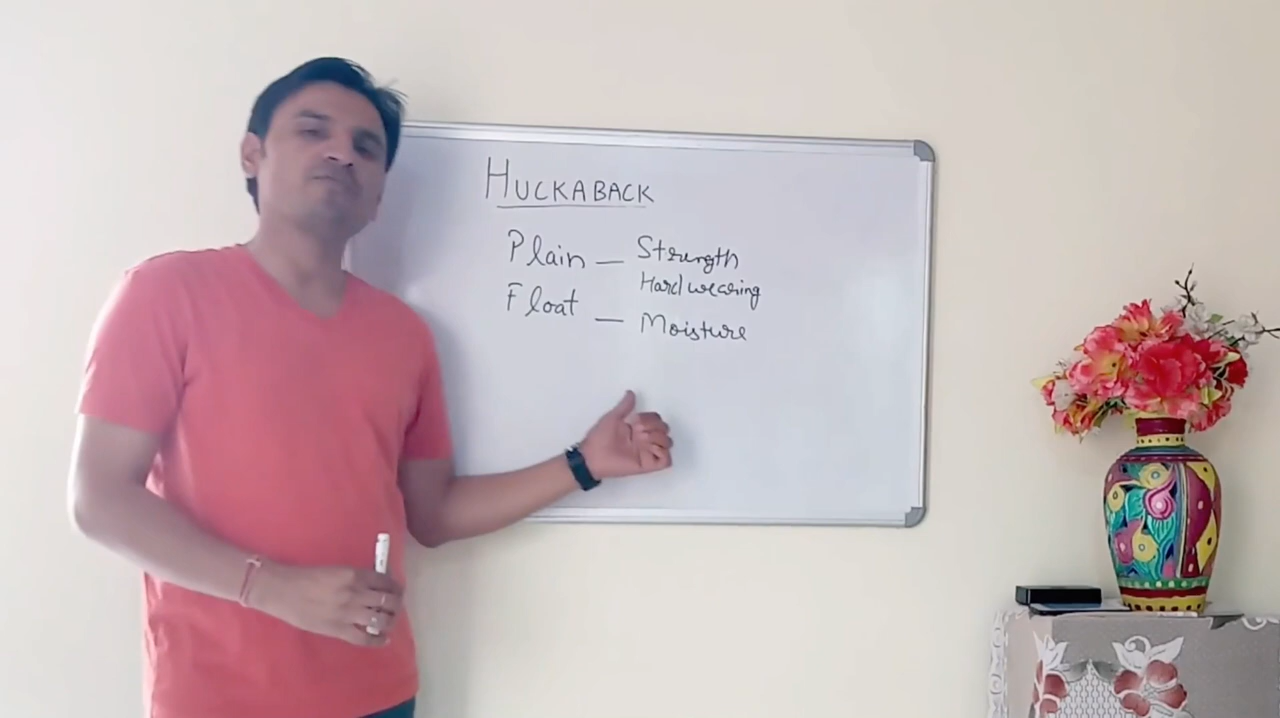 HUCKABACK
Plain — Strength
Hard wearing
Float — Moisture